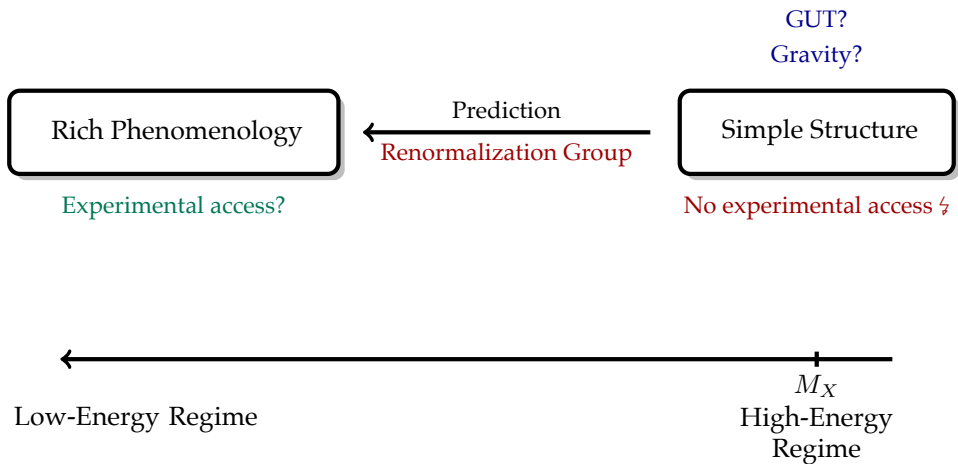 GUT?
Gravity?
Rich Phenomenology
Prediction
Renormalization Group
Simple Structure
Experimental access?
No experimental access ↯
M_X
Low-Energy Regime
High-Energy
Regime